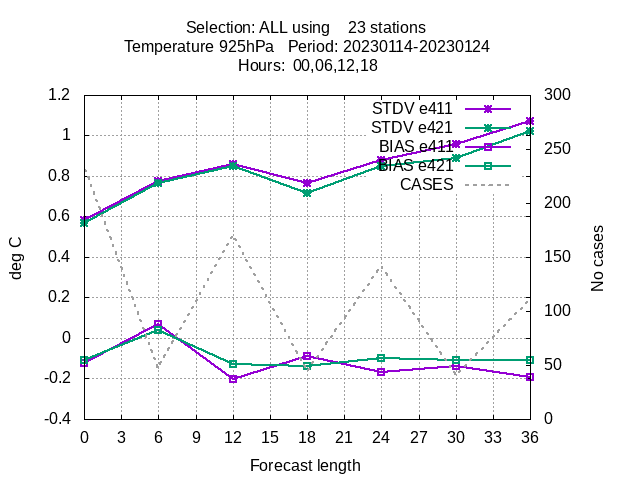 Selection: ALL using 23 stations
Temperature 925hPa Period: 20230114-20230124
Hours: 00,06,12,18
1.2
1
0.8
0.6
0.4
0.2
0
-0.2
-0.4
deg C
STDV e411
STDV e421
BIAS e411
BIAS e421
CASES
300
250
200
150
100
50
0
No cases
0 3 6 9 12 15 18 21 24 27 30 33 36
Forecast length